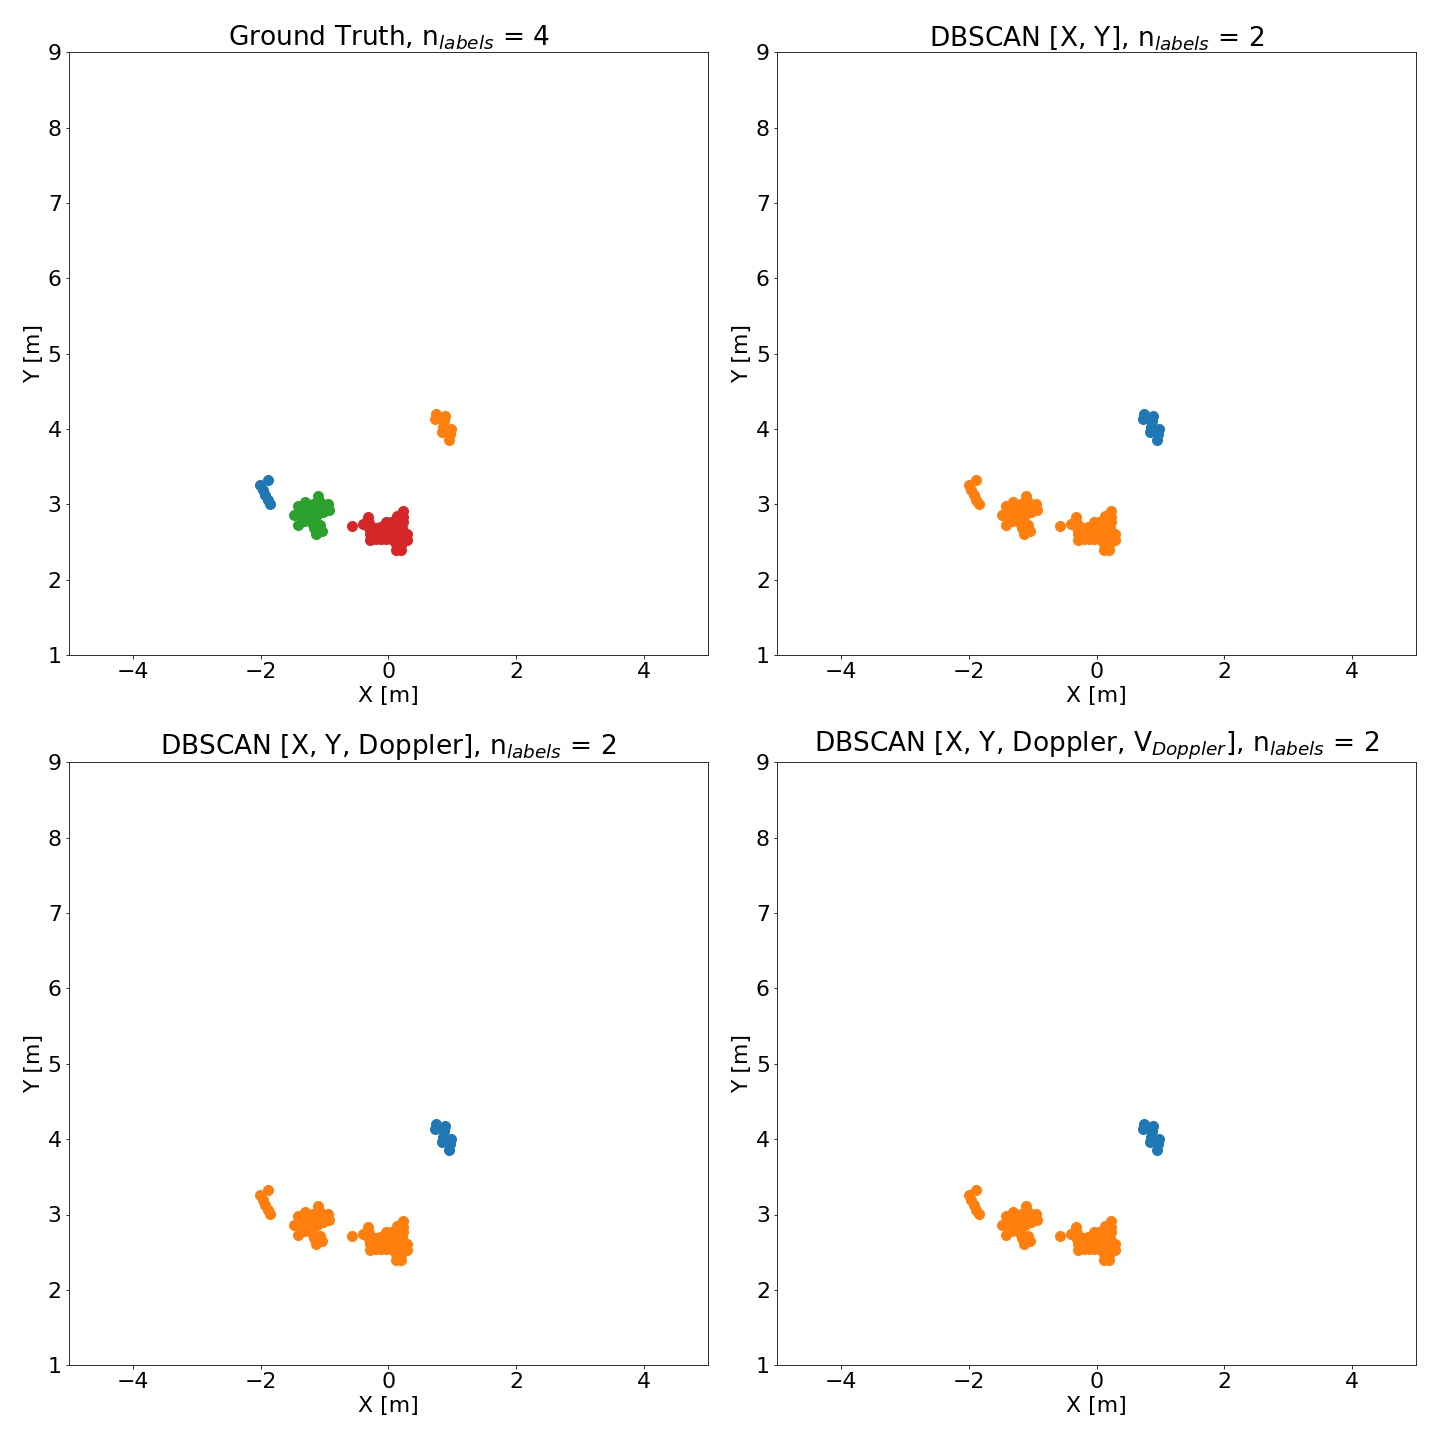 Ground Truth, n_labels = 4
9
8
7
6
5
4
3
2
1
Y [m]
−4 −2 0 2 4
X [m]
DBSCAN [X, Y], n_labels = 2
9
8
7
6
5
4
3
2
1
Y [m]
−4 −2 0 2 4
X [m]
DBSCAN [X, Y, Doppler], n_labels = 2
9
8
7
6
5
4
3
2
1
Y [m]
−4 −2 0 2 4
X [m]
DBSCAN [X, Y, Doppler, V_Doppler], n_labels = 2
9
8
7
6
5
4
3
2
1
Y [m]
−4 −2 0 2 4
X [m]